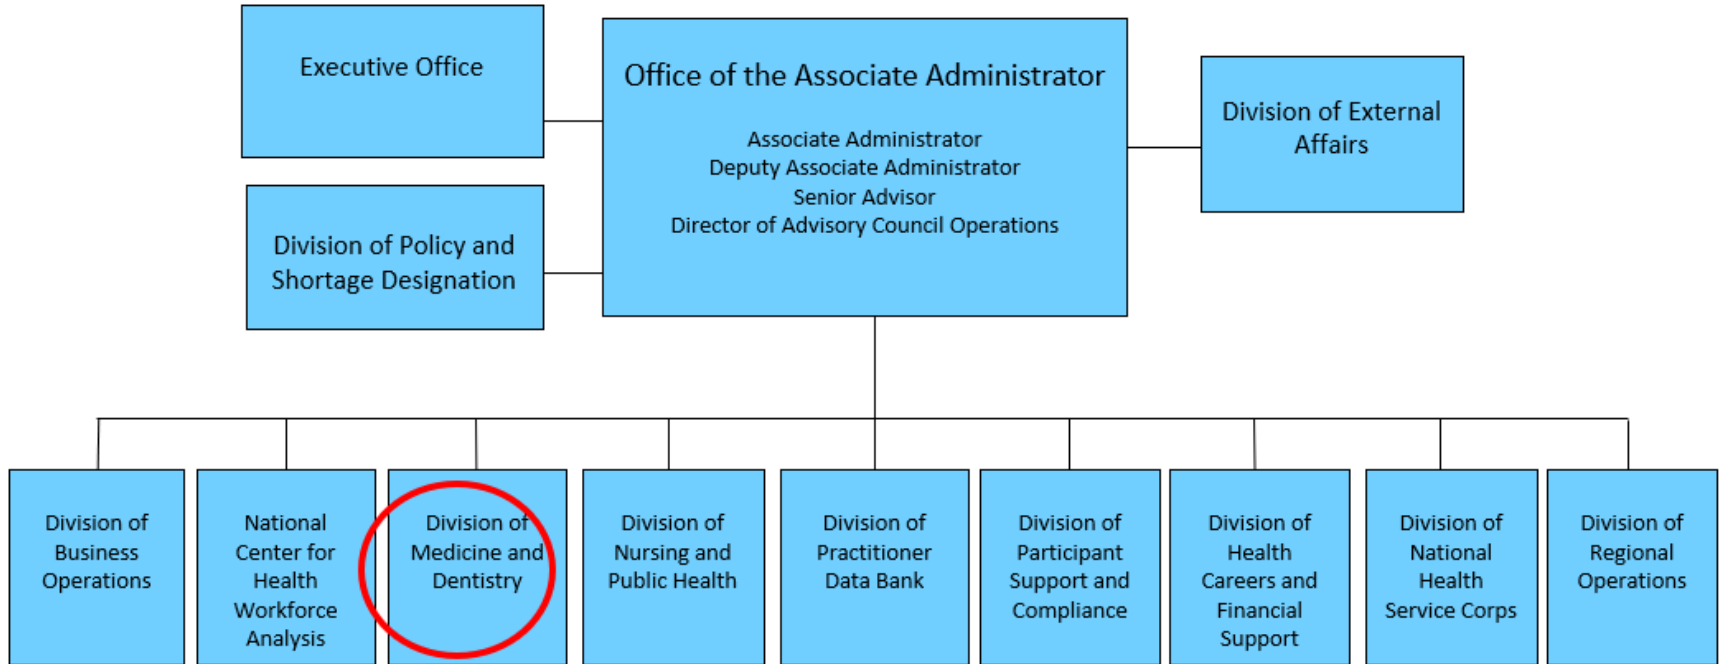 Executive Office
Office of the Associate Administrator
Associate Administrator
Deputy Associate Administrator
Senior Advisor
Director of Advisory Council Operations
Division of External
Affairs
Division of Policy and
Shortage Designation
Division of
Business
Operations
National
Center for
Health
Workforce
Analysis
Division of
Medicine and
Dentistry
Division of
Nursing and
Public Health
Division of
Practitioner
Data Bank
Division of
Participant
Support and
Compliance
Division of
Health
Careers and
Financial
Support
Division of
National
Health
Service Corps
Division of
Regional
Operations